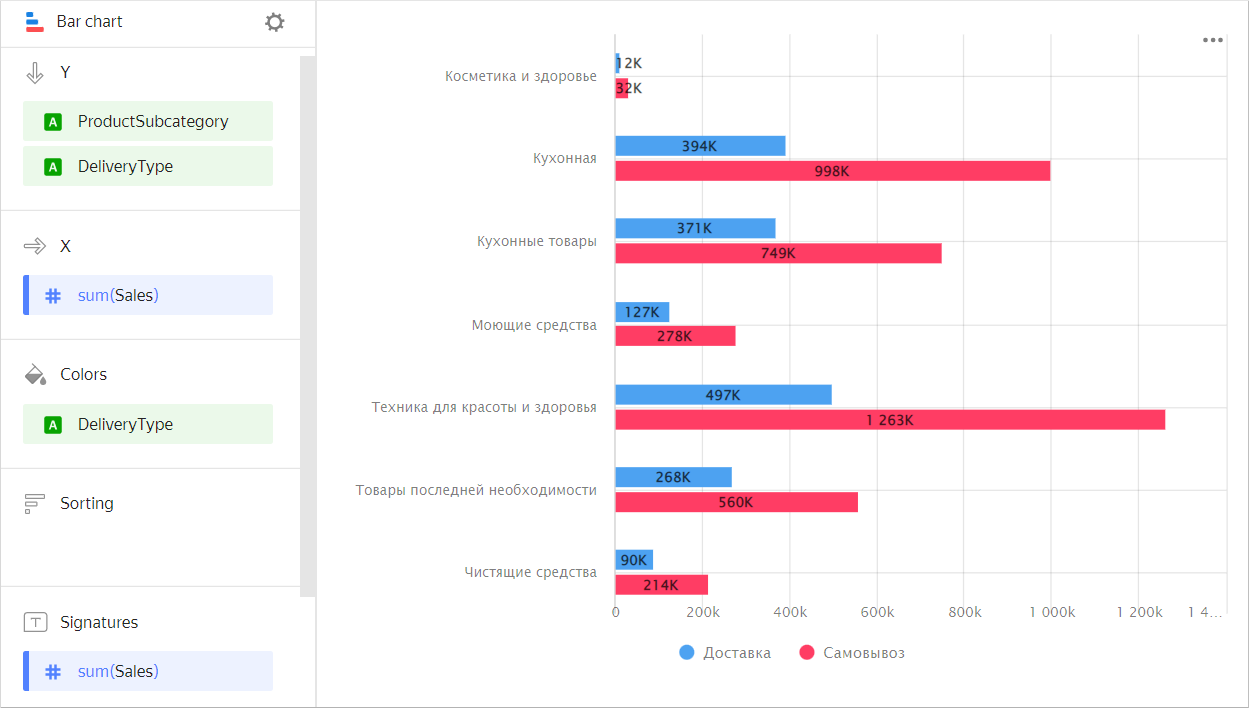 Bar chart
Y
A ProductSubcategory
A DeliveryType
X
# sum(Sales)
Colors
A DeliveryType
Sorting
T Signatures
# sum(Sales)
Косметика и здоровье
12K
32K
Кухонная
394K
998K
Кухонные товары
371K
749K
Моющие средства
127K
278K
Техника для красоты и здоровья
497K
1 263K
Товары последней необходимости
268K
560K
Чистящие средства
90K
214K
0 200k 400k 600k 800k 1 000k 1 200k 1 4...
Доставка Самовывоз